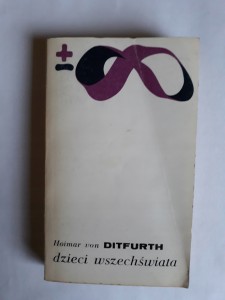 ±
Hoimar von DITFURTH
dzieci wszechświata